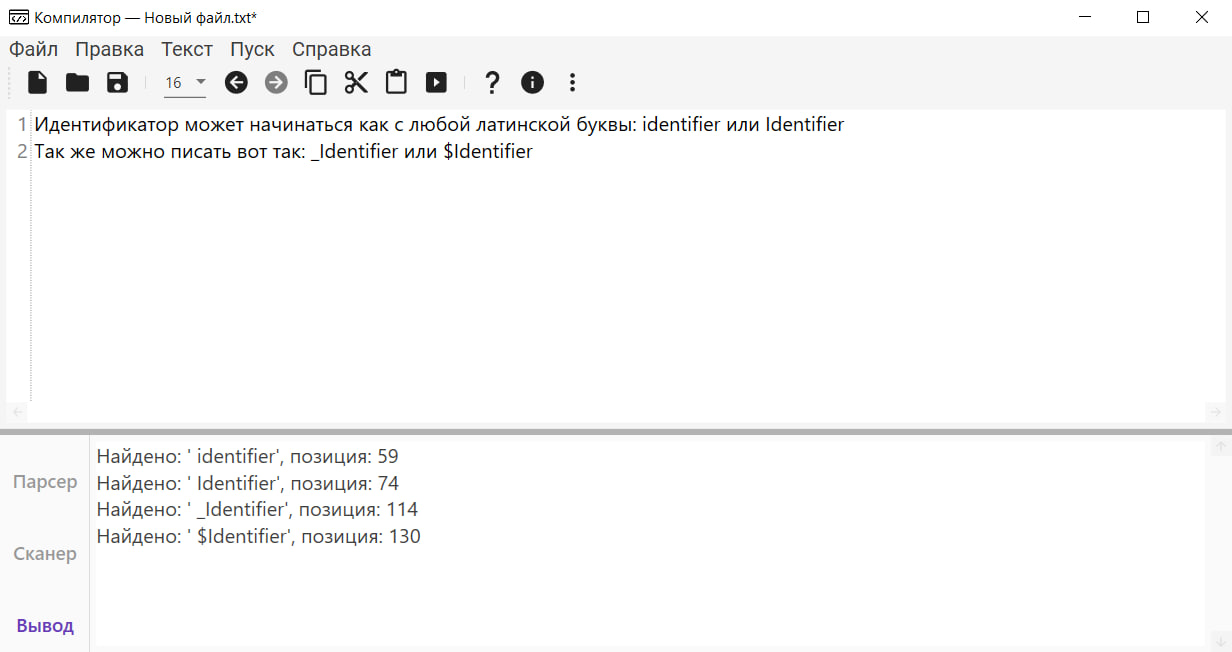 Компилятор — Новый файл.txt*
Файл Правка Текст Пуск Справка
16
1 Идентификатор может начинаться как с любой латинской буквы: identifier или Identifier
2 Так же можно писать вот так: _Identifier или $Identifier
Найдено: ' identifier', позиция: 59
Парсер
Найдено: ' Identifier', позиция: 74
Найдено: ' _Identifier', позиция: 114
Найдено: ' $Identifier', позиция: 130
Сканер
Вывод